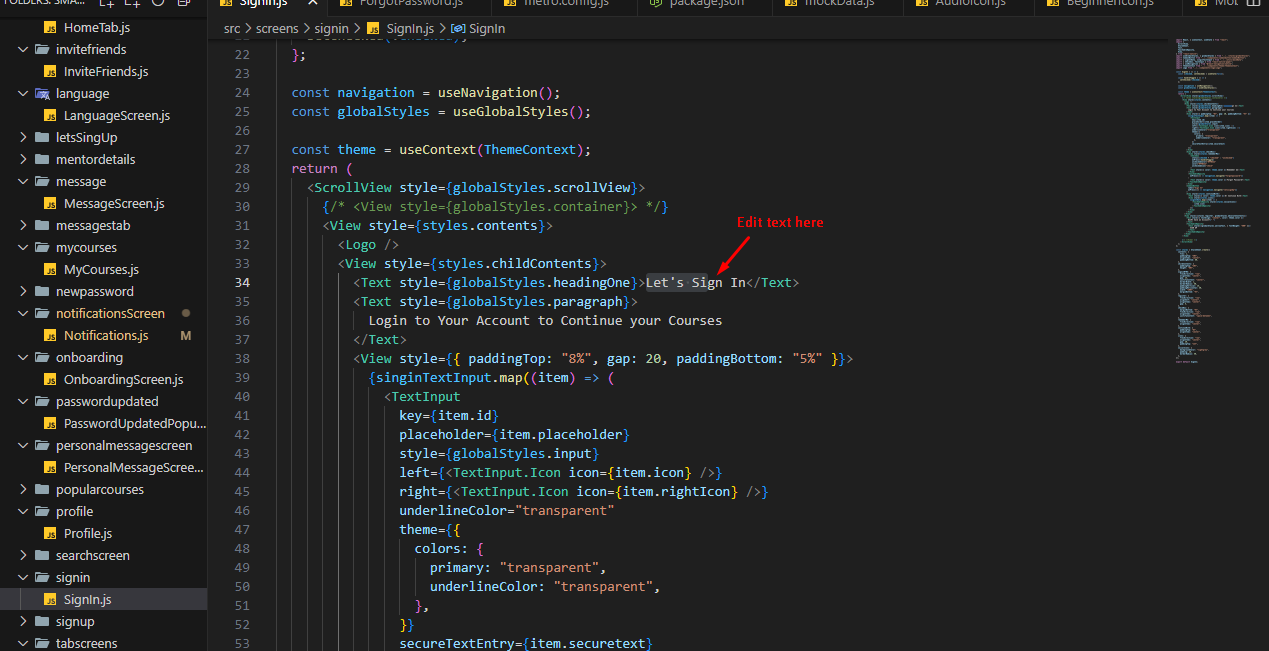 FOLDERS: SMA...
SignIn.js
ForgotPassword.js
metro.config.js
package.json
mockData.js
AudioIcon.js
BeginnerIcon.js
src > screens > signin > SignIn.js > SignIn
HomeTab.js
invitefriends
InviteFriends.js
language
LanguageScreen.js
letsSingUp
mentordetails
message
MessageScreen.js
messagestab
mycourses
MyCourses.js
newpassword
notificationsScreen
Notifications.js M
onboarding
OnboardingScreen.js
passwordupdated
PasswordUpdatedPopu...
personalmessagescreen
PersonalMessageScree...
popularcourses
profile
Profile.js
searchscreen
signin
SignIn.js
signup
tabscreens
22 };
23
24 const navigation = useNavigation();
25 const globalStyles = useGlobalStyles();
26
27 const theme = useContext(ThemeContext);
28 return (
29 <ScrollView style={globalStyles.scrollView}>
30 {/* <View style={globalStyles.container}> */}
31 <View style={styles.contents}>
32 <Logo />
33 <View style={styles.childContents}>
34 <Text style={globalStyles.headingOne}>Let's Sign In</Text>
35 <Text style={globalStyles.paragraph}>
36 Login to Your Account to Continue your Courses
37 </Text>
38 <View style={{ paddingTop: "8%", gap: 20, paddingBottom: "5%" }}>
39 {singinTextInput.map((item) => (
40 <TextInput
41 key={item.id}
42 placeholder={item.placeholder}
43 style={globalStyles.input}
44 left={<TextInput.Icon icon={item.icon} />}
45 right={<TextInput.Icon icon={item.rightIcon} />}
46 underlineColor="transparent"
47 theme={{
48 colors: {
49 primary: "transparent",
50 underlineColor: "transparent",
51 },
52 }}
53 secureTextEntry={item.securetext}
Edit text here